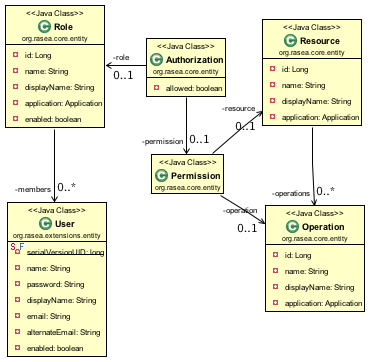 <<Java Class>>
Role
org.rasea.core.entity
id: Long
name: String
displayName: String
application: Application
enabled: boolean
-role
0..1
<<Java Class>>
Authorization
org.rasea.core.entity
allowed: boolean
<<Java Class>>
Resource
org.rasea.core.entity
id: Long
name: String
displayName: String
application: Application
-resource
0..1
-permission
0..1
<<Java Class>>
Permission
org.rasea.core.entity
-members
0..*
-operation
0..1
-operations
0..*
<<Java Class>>
User
org.rasea.extensions.entity
S F
serialVersionUID: long
name: String
password: String
displayName: String
email: String
alternateEmail: String
enabled: boolean
<<Java Class>>
Operation
org.rasea.core.entity
id: Long
name: String
displayName: String
application: Application